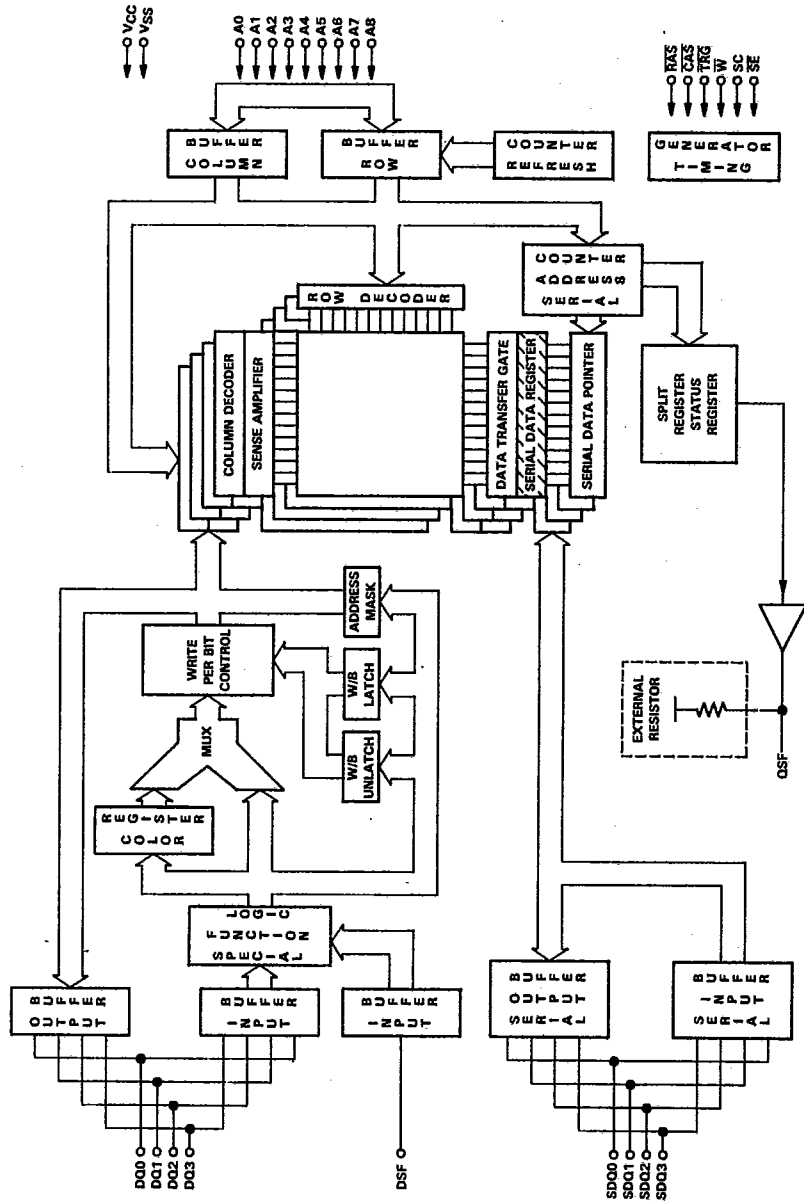 DQ0
DQ1
DQ2
DQ3
OUTPUT BUFFER
INPUT BUFFER
DSF
INPUT BUFFER
SPECIAL FUNCTION LOGIC
COLOR REGISTER
MUX
WRITE
PER BIT
CONTROL
W/B
UNLATCH
W/B
LATCH
ADDRESS
MASK
COLUMN DECODER
SENSE AMPLIFIER
ROW DECODER
DATA TRANSFER GATE
SERIAL DATA REGISTER
SERIAL DATA POINTER
COLUMN BUFFER
ROW BUFFER
REFRESH COUNTER
SERIAL ADDRESS COUNTER
SPLIT
REGISTER
STATUS
REGISTER
TIMING GENERATOR
VCC
VSS
A0
A1
A2
A3
A4
A5
A6
A7
A8
RAS
CAS
TRG
W
SC
SE
SDQ0
SDQ1
SDQ2
SDQ3
SERIAL OUTPUT BUFFER
SERIAL INPUT BUFFER
EXTERNAL
RESISTOR
QSF